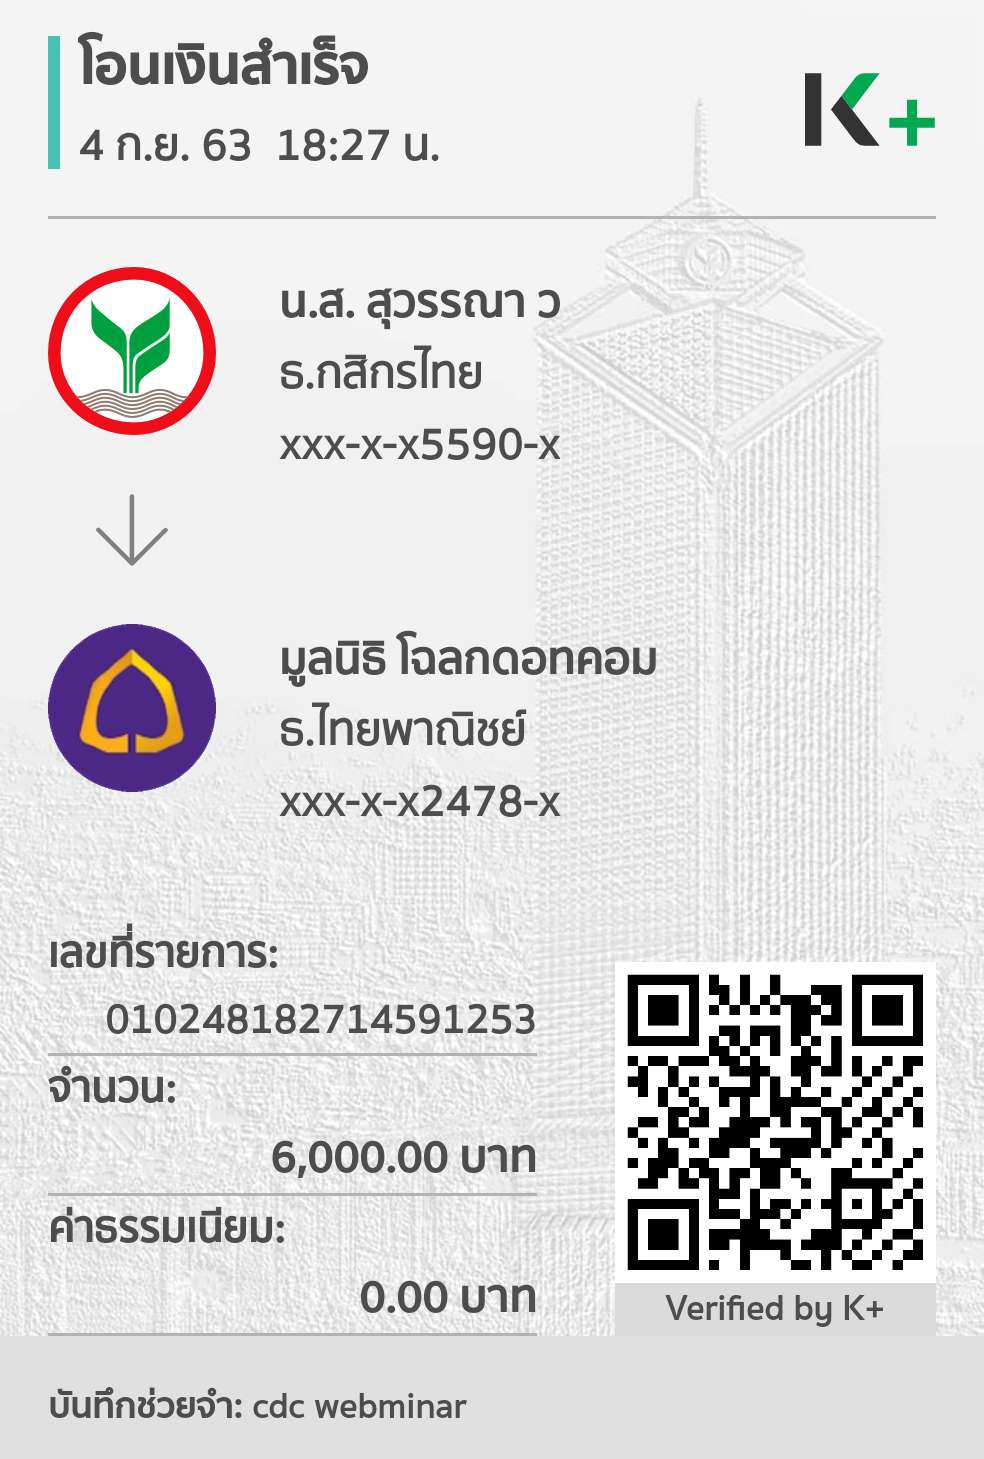 โอนเงินสำเร็จ
4 ก.ย. 63 18:27 น.
K+
น.ส. สุวรรณา ว
ธ.กสิกรไทย
xxx-x-x5590-x
มูลนิธิ โฉลกดอทคอม
ธ.ไทยพาณิชย์
xxx-x-x2478-x
เลขที่รายการ:
010248182714591253
จำนวน:
6,000.00 บาท
ค่าธรรมเนียม:
0.00 บาท
Verified by K+
บันทึกช่วยจำ: cdc webminar